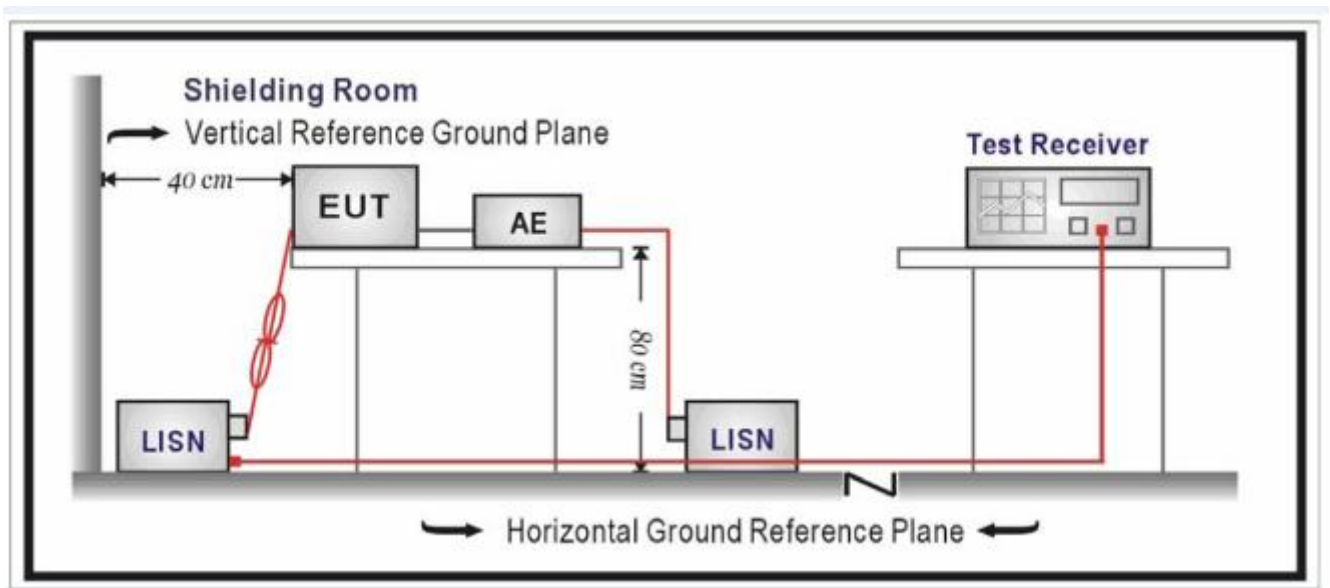 Shielding Room
Vertical Reference Ground Plane
Test Receiver
40 cm
EUT
AE
80 cm
LISN
LISN
Horizontal Ground Reference Plane